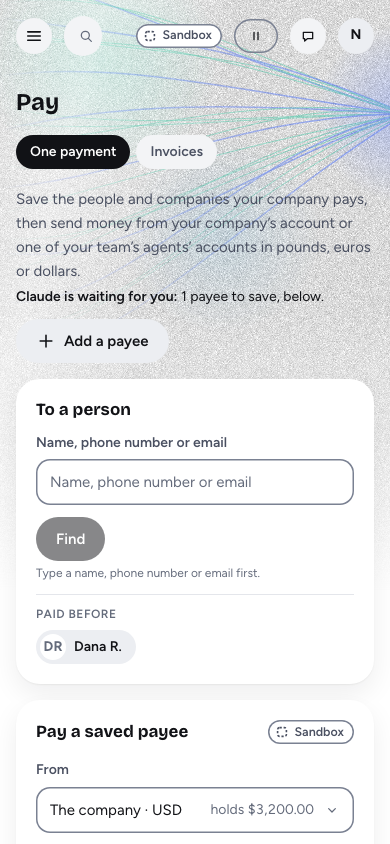 Sandbox
N
Pay
One payment
Invoices
Save the people and companies your company pays,
then send money from your company’s account or
one of your team’s agents’ accounts in pounds, euros
or dollars.
Claude is waiting for you: 1 payee to save, below.
Add a payee
To a person
Name, phone number or email
Name, phone number or email
Find
Type a name, phone number or email first.
PAID BEFORE
DR Dana R.
Pay a saved payee
Sandbox
From
The company · USD holds $3,200.00